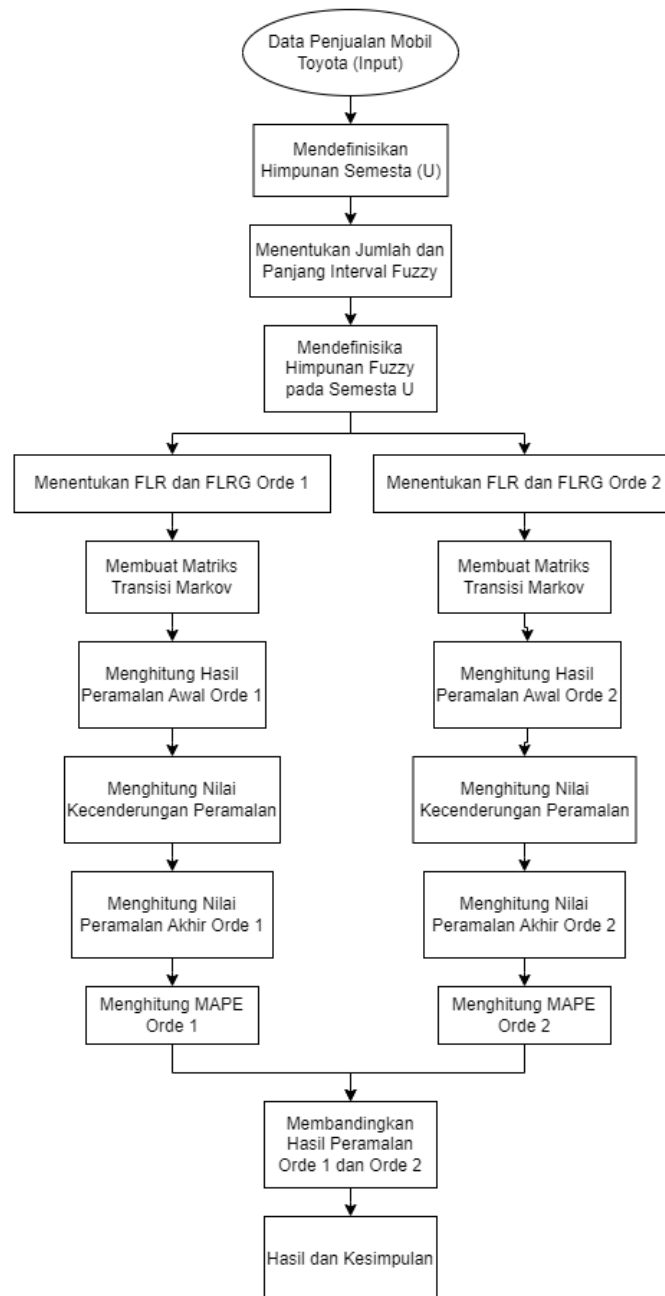 Data Penjualan Mobil
Toyota (Input)
Mendefinisikan
Himpunan Semesta (U)
Menentukan Jumlah dan
Panjang Interval Fuzzy
Mendefinisika
Himpunan Fuzzy
pada Semesta U
Menentukan FLR dan FLRG Orde 1
Membuat Matriks
Transisi Markov
Menghitung Hasil
Peramalan Awal Orde 1
Menghitung Nilai
Kecenderungan Peramalan
Menghitung Nilai
Peramalan Akhir Orde 1
Menghitung MAPE
Orde 1
Menentukan FLR dan FLRG Orde 2
Membuat Matriks
Transisi Markov
Menghitung Hasil
Peramalan Awal Orde 2
Menghitung Nilai
Kecenderungan Peramalan
Menghitung Nilai
Peramalan Akhir Orde 2
Menghitung MAPE
Orde 2
Membandingkan
Hasil Peramalan
Orde 1 dan Orde 2
Hasil dan Kesimpulan